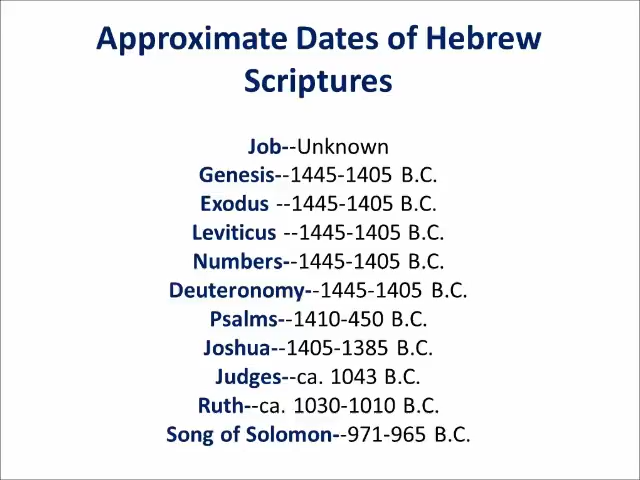 Approximate Dates of Hebrew
Scriptures
Job--Unknown
Genesis--1445-1405 B.C.
Exodus --1445-1405 B.C.
Leviticus --1445-1405 B.C.
Numbers--1445-1405 B.C.
Deuteronomy--1445-1405 B.C.
Psalms--1410-450 B.C.
Joshua--1405-1385 B.C.
Judges--ca. 1043 B.C.
Ruth--ca. 1030-1010 B.C.
Song of Solomon--971-965 B.C.